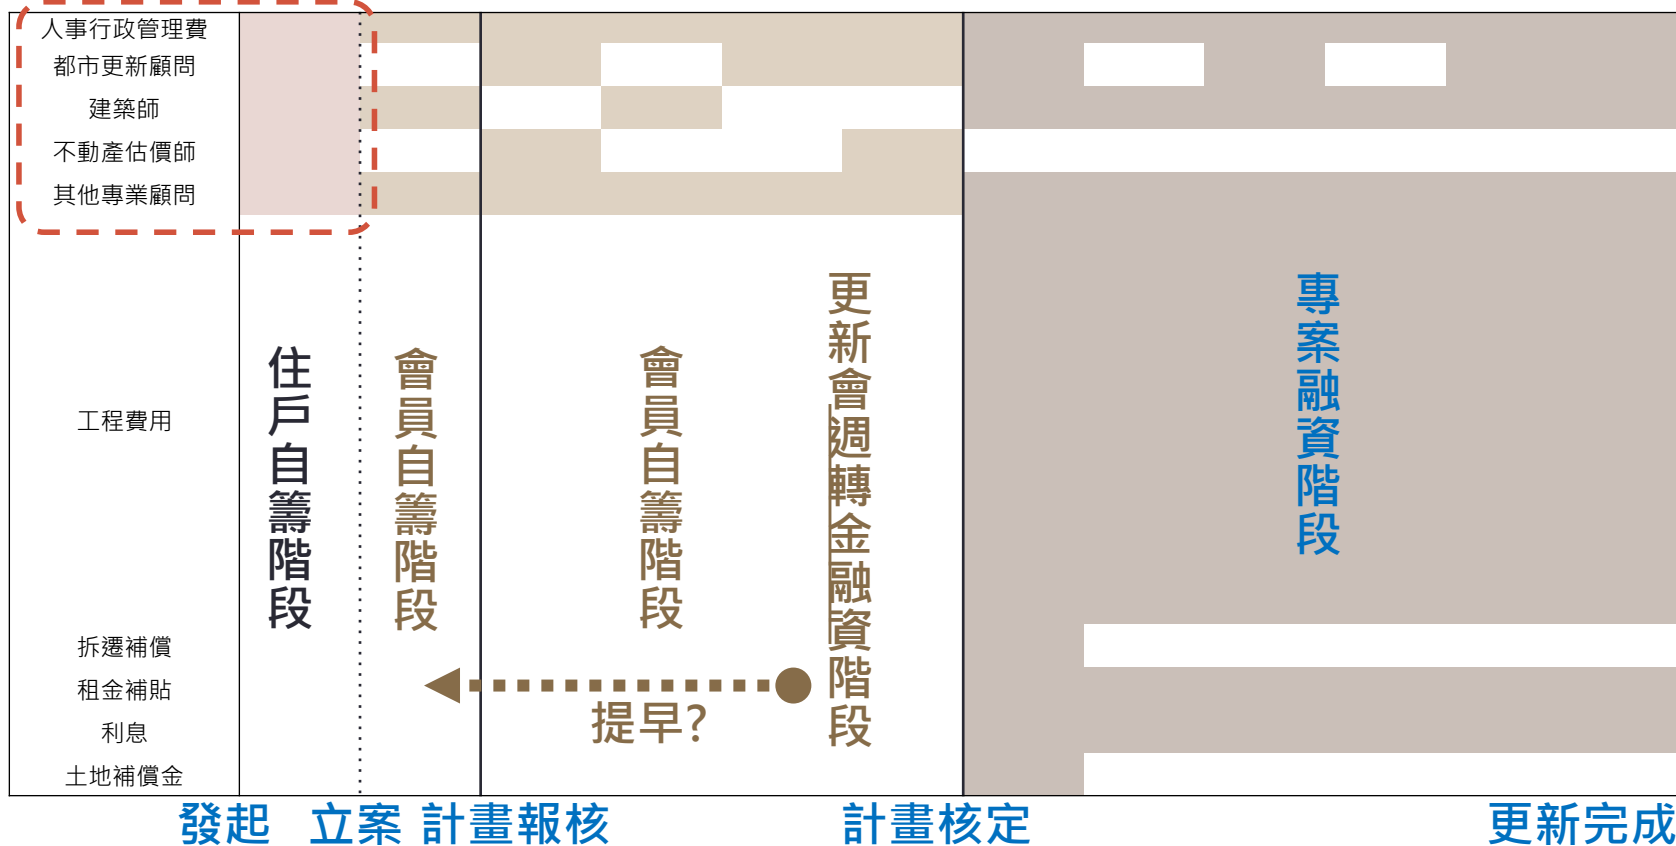 人事行政管理費
都市更新顧問
建築師
不動產估價師
其他專業顧問
工程費用
拆遷補償
租金補貼
利息
土地補償金
住戶自籌階段
會員自籌階段
會員自籌階段
更新會週轉金融資階段
專案融資階段
提早?
發起
立案
計畫報核
計畫核定
更新完成